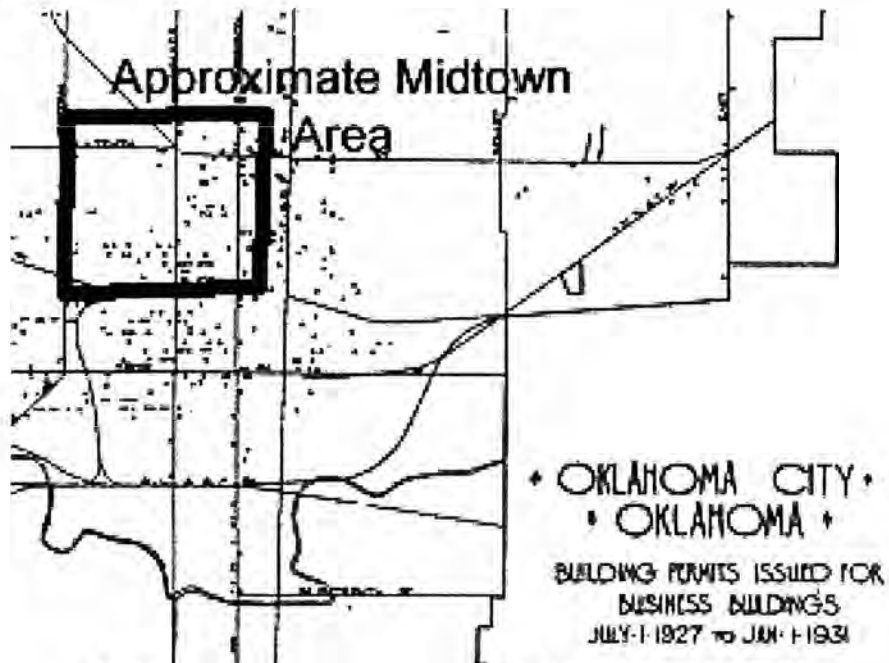 Approximate Midtown
Area
• OKLAHOMA CITY •
• OKLAHOMA •
BUILDING PERMITS ISSUED FOR
BUSINESS BUILDINGS
JULY-1-1927 TO JAN-1-1931